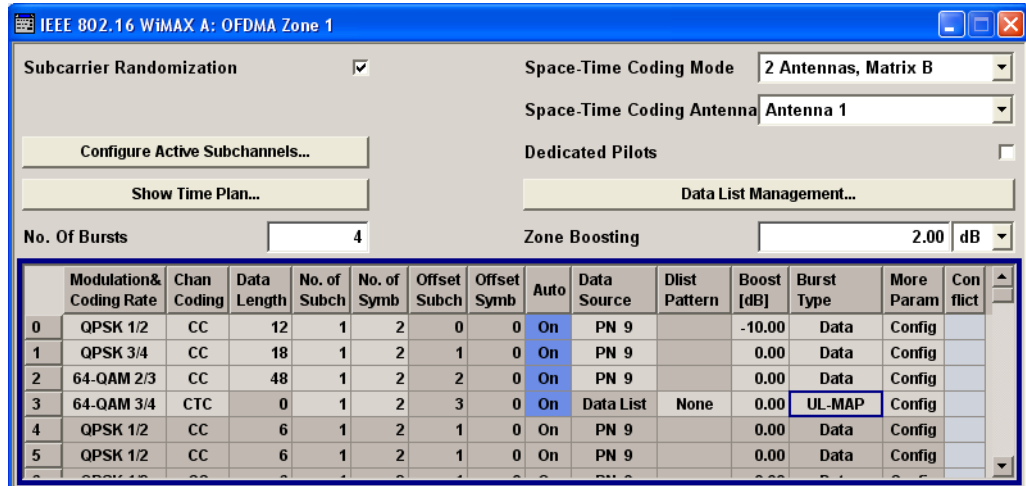 IEEE 802.16 WiMAX A: OFDMA Zone 1
Subcarrier Randomization Space-Time Coding Mode 2 Antennas, Matrix B
Space-Time Coding Antenna Antenna 1
Configure Active Subchannels... Dedicated Pilots
Show Time Plan... Data List Management...
No. Of Bursts 4 Zone Boosting 2.00 dB
Modulation& Chan Data No. of No. of Offset Offset Auto Data Dlist Boost Burst More Con
Coding Rate Coding Length Subch Symb Subch Symb Source Pattern [dB] Type Param flict
0 QPSK 1/2 CC 12 1 2 0 0 On PN 9 -10.00 Data Config
1 QPSK 3/4 CC 18 1 2 1 0 On PN 9 0.00 Data Config
2 64-QAM 2/3 CC 48 1 2 2 0 On PN 9 0.00 Data Config
3 64-QAM 3/4 CTC 0 1 2 3 0 On Data List None 0.00 UL-MAP Config
4 QPSK 1/2 CC 6 1 2 1 0 On PN 9 0.00 Data Config
5 QPSK 1/2 CC 6 1 2 1 0 On PN 9 0.00 Data Config